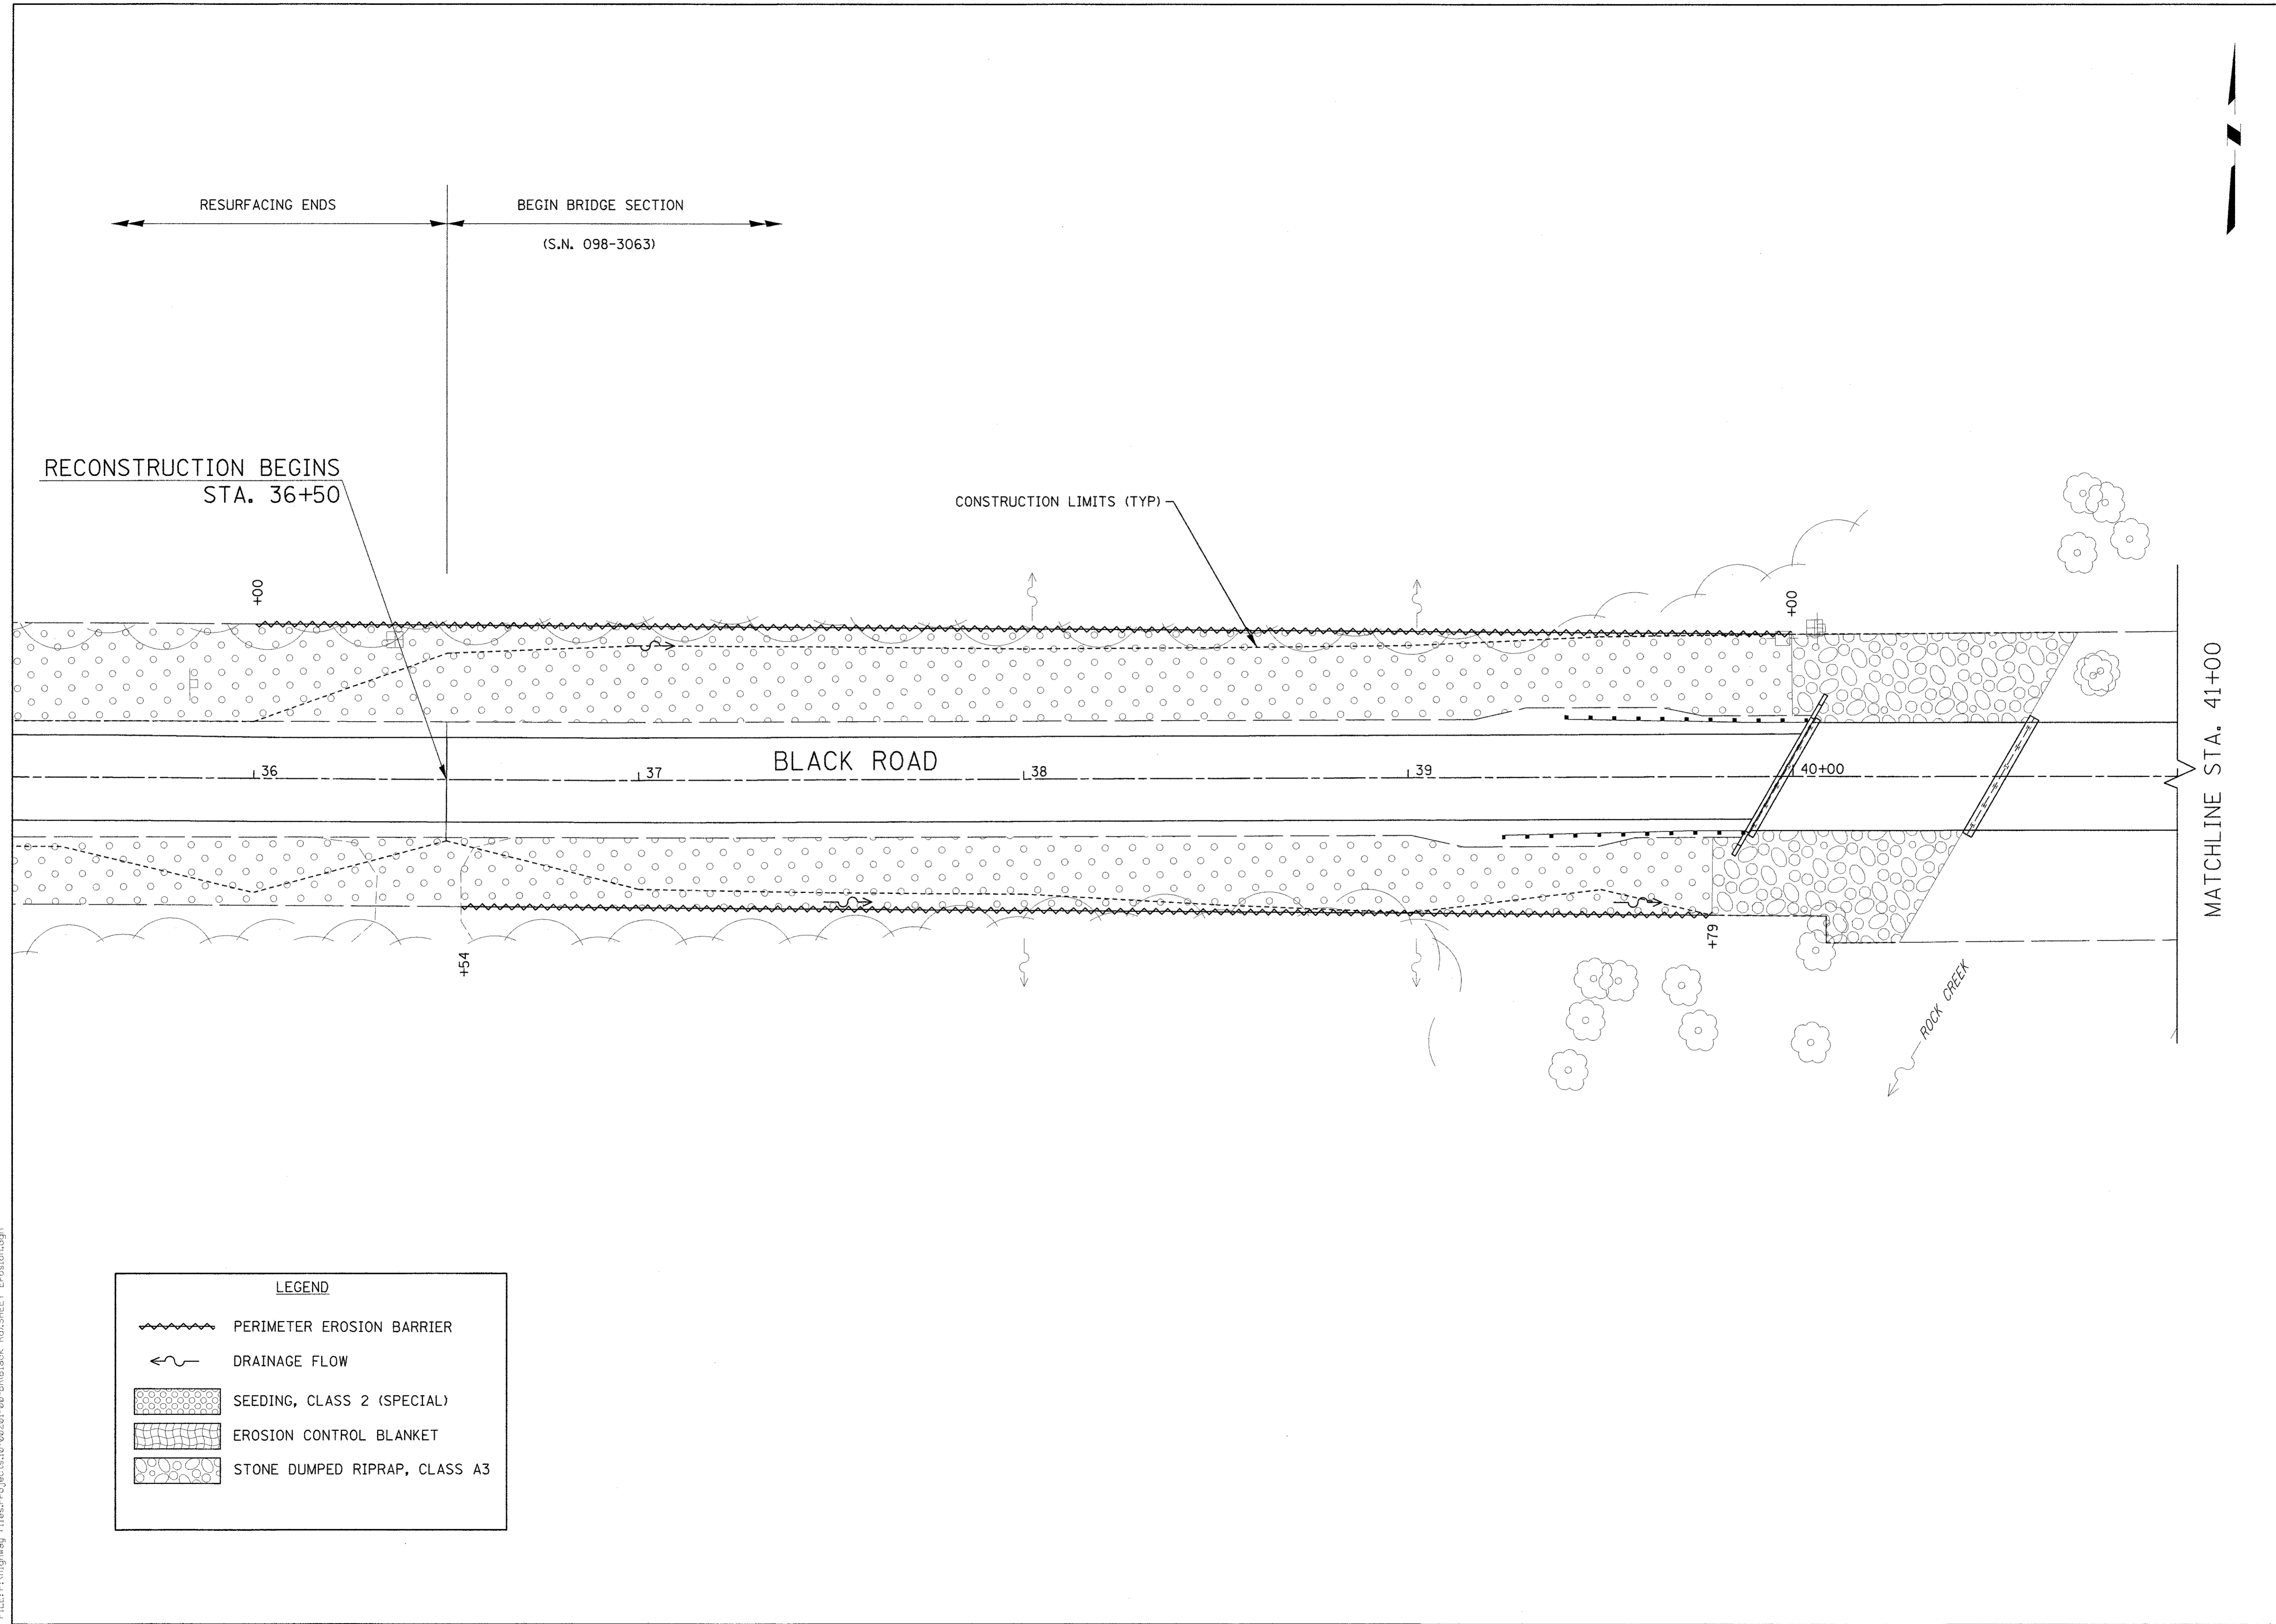 RESURFACING ENDS
BEGIN BRIDGE SECTION
(S.N. 098-3063)
RECONSTRUCTION BEGINS
STA. 36+50
CONSTRUCTION LIMITS (TYP)
+00
+00
BLACK ROAD
36
37
38
39
40+00
MATCHLINE STA. 41+00
+54
+79
ROCK CREEK
LEGEND
PERIMETER EROSION BARRIER
DRAINAGE FLOW
SEEDING, CLASS 2 (SPECIAL)
EROSION CONTROL BLANKET
STONE DUMPED RIPRAP, CLASS A3